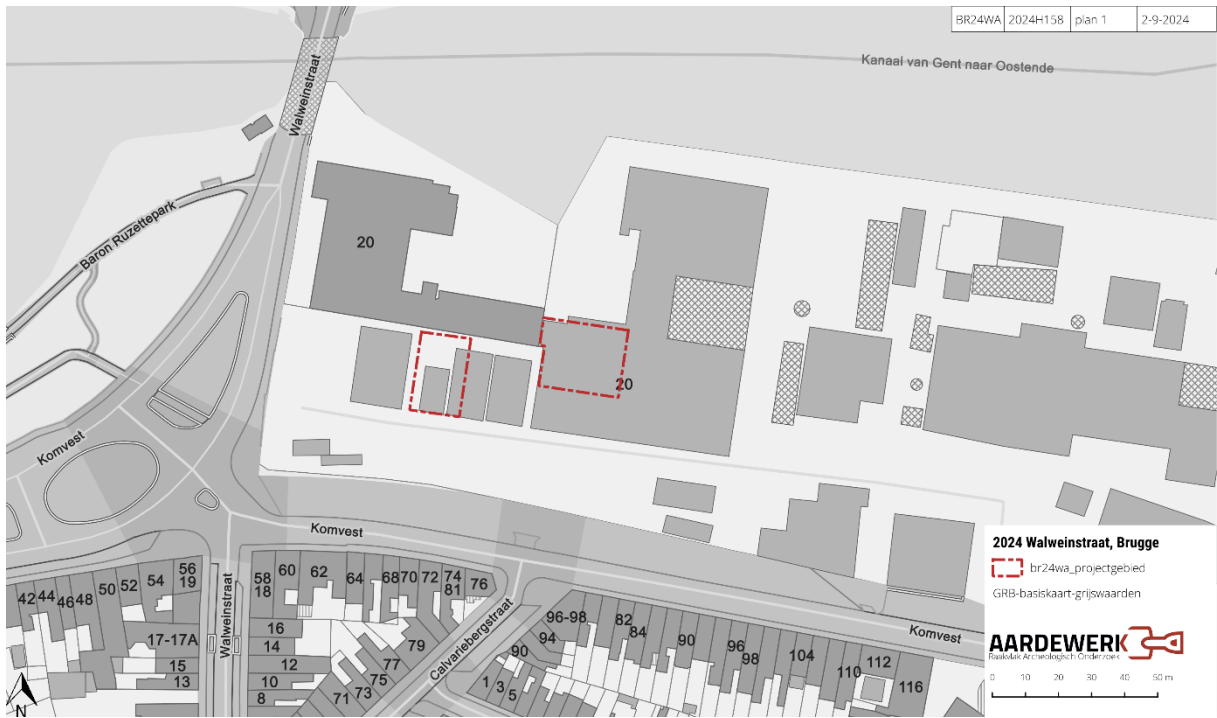 BR24WA 2024H158 plan 1 2-9-2024
Kanaal van Gent naar Oostende
Walweinstraat
Baron Ruzettepark
20
20
Komvest
Komvest
Komvest
Walweinstraat
Calvariebergstraat
42 44 46 48 50 52 54 56
19
17-17A
15
13
58
18
60 62 64 68 70 72 74
81
76
16
14
12
10
8
79
77
75
73
71
96-98
94
90
1 3 5
82
84
90
96
98
104
110
112
116
2024 Walweinstraat, Brugge
br24wa_projectgebied
GRB-basiskaart-grijswaarden
AARDEWERK
Raakvlak Archeologisch Onderzoek
0 10 20 30 40 50 m
N